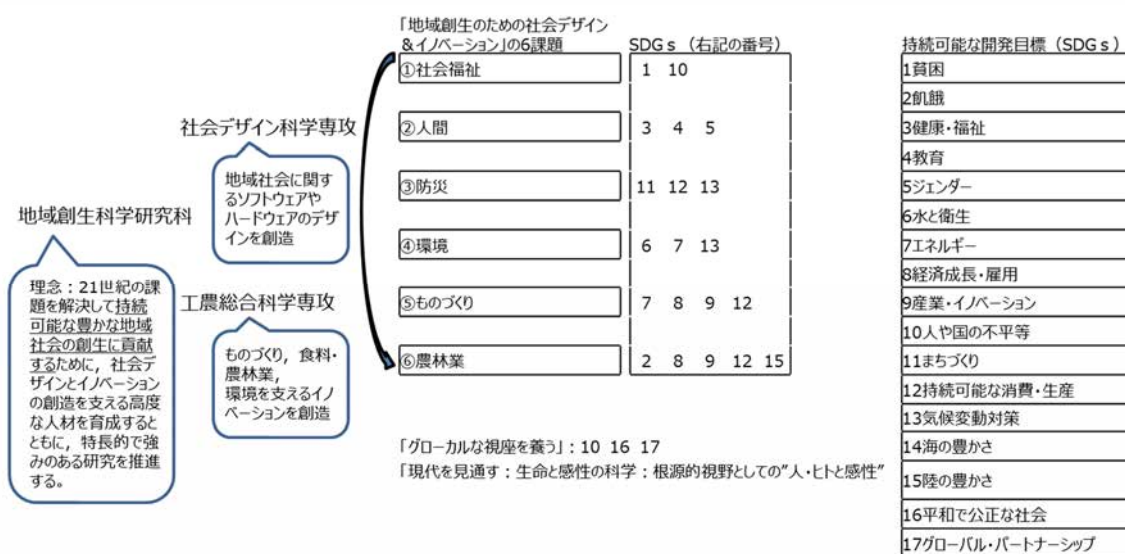 地域創生科学研究科
理念：21世紀の課
題を解決して持続
可能な豊かな地域
社会の創生に貢献
するために，社会デ
ザインとイノベーション
の創造を支える高度
な人材を育成すると
ともに，特長的で強
みのある研究を推進
する。
社会デザイン科学専攻
地域社会に関す
るソフトウェアや
ハードウェアのデザ
インを創造
工農総合科学専攻
ものづくり，食料・
農林業，
環境を支えるイノ
ベーションを創造
「地域創生のための社会デザイン
＆イノベーション」の6課題
SDGｓ（右記の番号）
①社会福祉 1 10
②人間 3 4 5
③防災 11 12 13
④環境 6 7 13
⑤ものづくり 7 8 9 12
⑥農林業 2 8 9 12 15
「グローカルな視座を養う」：10 16 17
「現代を見通す：生命と感性の科学：根源的視野としての”人・ヒトと感性”
持続可能な開発目標（SDGｓ）
1貧困
2飢餓
3健康・福祉
4教育
5ジェンダー
6水と衛生
7エネルギー
8経済成長・雇用
9産業・イノベーション
10人や国の不平等
11まちづくり
12持続可能な消費・生産
13気候変動対策
14海の豊かさ
15陸の豊かさ
16平和で公正な社会
17グローバル・パートナーシップ